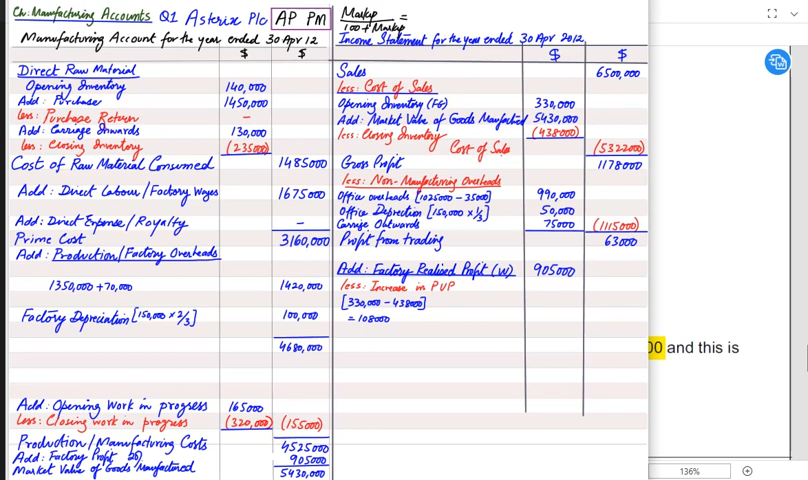 Ch: Manufacturing Accounts Q1 Asterix Plc AP PM
Manufacturing Account for the year ended 30 Apr 12
$ $
Direct Raw Material
Opening Inventory 140,000
Add: Purchase 1450,000
less: Purchase Return -
Add: Carriage Inwards 130,000
less: Closing Inventory (235000)
Cost of Raw Material Consumed 1485000
Add: Direct Labour/Factory Wages 1675000
Add: Direct Expense/Royalty -
Prime Cost 3160,000
Add: Production/Factory Overheads
1350,000 + 70,000 1420,000
Factory Depreciation [150,000 x 2/3] 100,000
4680,000
Add: Opening Work in progress 165000
Less: Closing work in progress (320,000) (155000)
Production/Manufacturing Costs 4525000
Add: Factory Profit 905000
Market Value of Goods Manufactured 5430,000
Markup
100 + Markup =
Income Statement for the year ended 30 Apr 2012
$ $
Sales 6500,000
less: Cost of Sales
Opening Inventory (FG) 330,000
Add: Market Value of Goods Manufactured 5430,000
less: Closing Inventory (438000)
Cost of Sales (5322000)
Gross Profit 1178000
less: Non-Manufacturing Overheads
Office overheads [1025000 - 35000] 990,000
Office Depreciation [150,000 x 1/3] 50,000
Carriage Outwards 75000 (1115000)
Profit from trading 63000
Add: Factory Realised Profit (W) 905000
less: Increase in PUP
[330,000 - 438000]
= 108000
00 and this is
136%